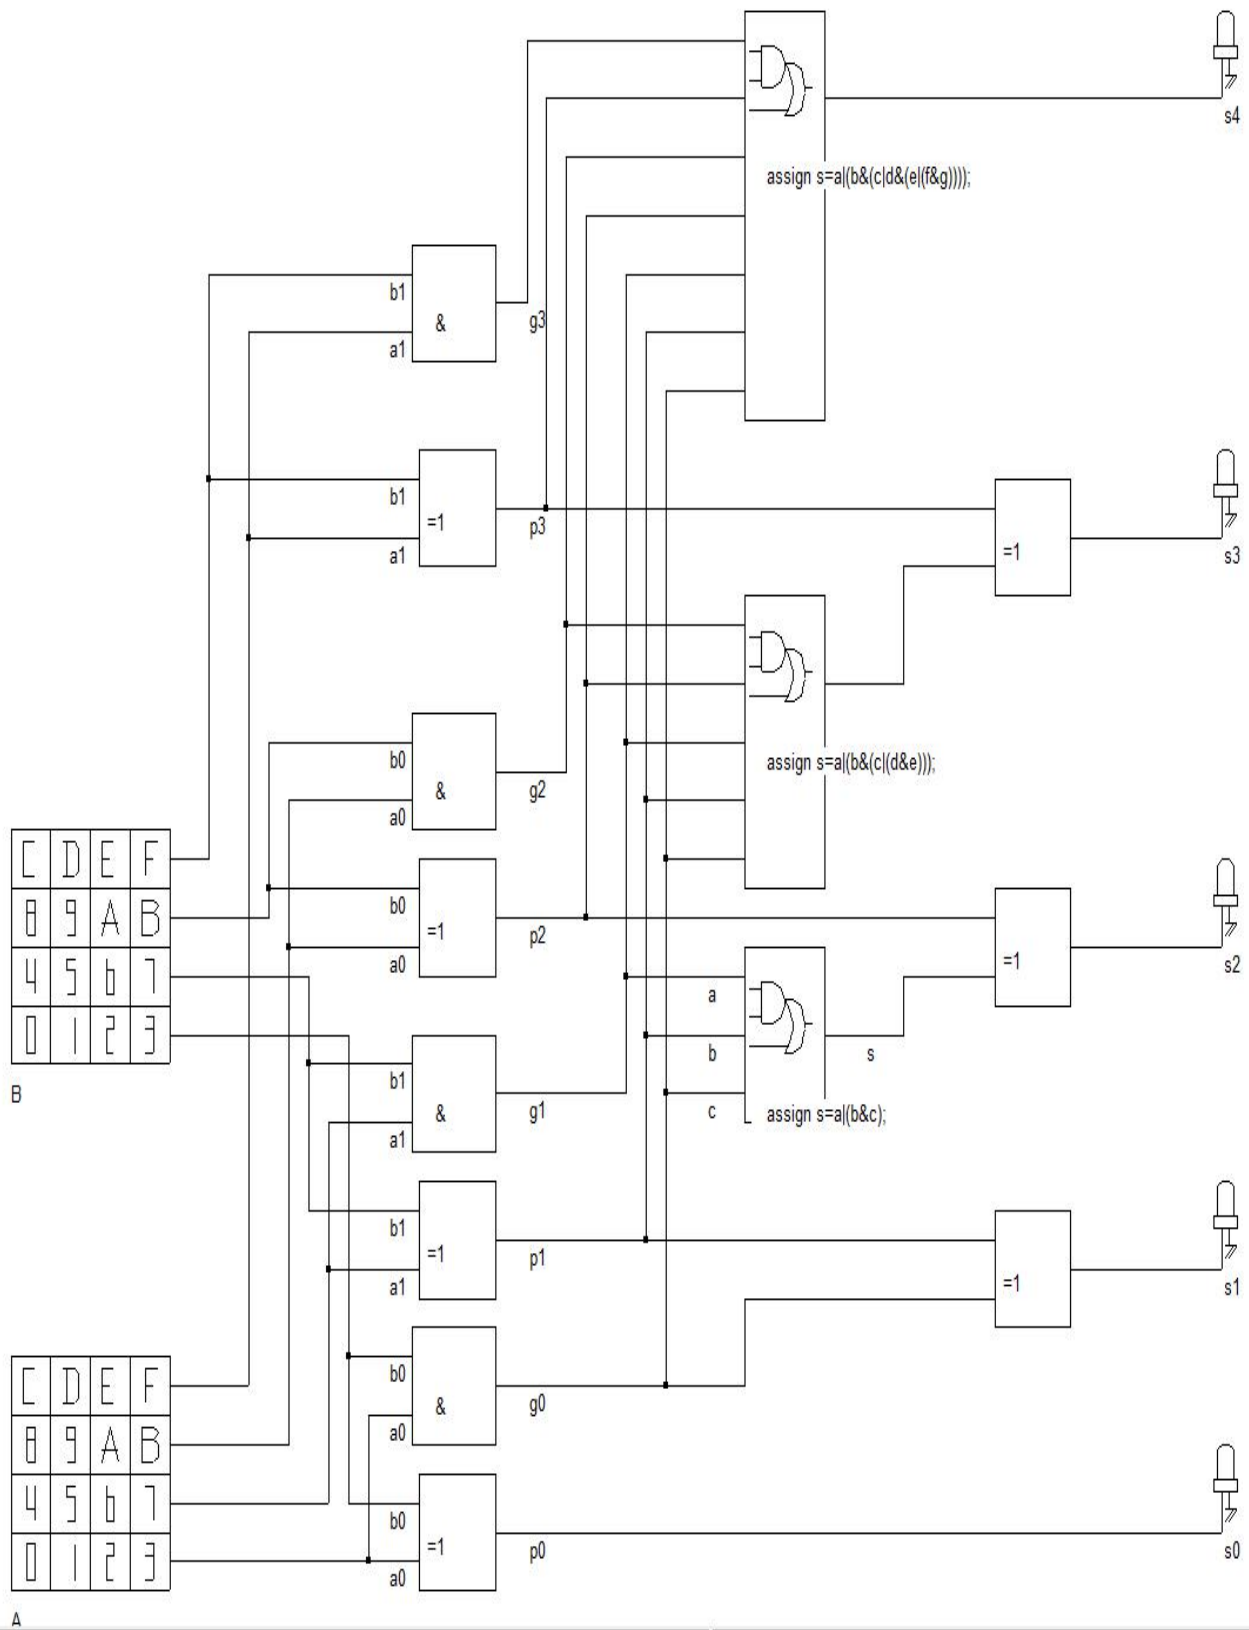 s4
assign s=a|(b&(c|d&(e|(f&g))));
b1
&
a1
g3
b1
=1
a1
p3
=1
s3
b0
&
a0
g2
assign s=a|(b&(c|(d&e)));
C D E F
8 9 A B
4 5 6 7
0 1 2 3
B
b0
=1
a0
p2
=1
s2
a
b
c
s
assign s=a|(b&c);
b1
&
a1
g1
b1
=1
a1
p1
=1
s1
C D E F
8 9 A B
4 5 6 7
0 1 2 3
A
b0
&
a0
g0
b0
=1
a0
p0
s0